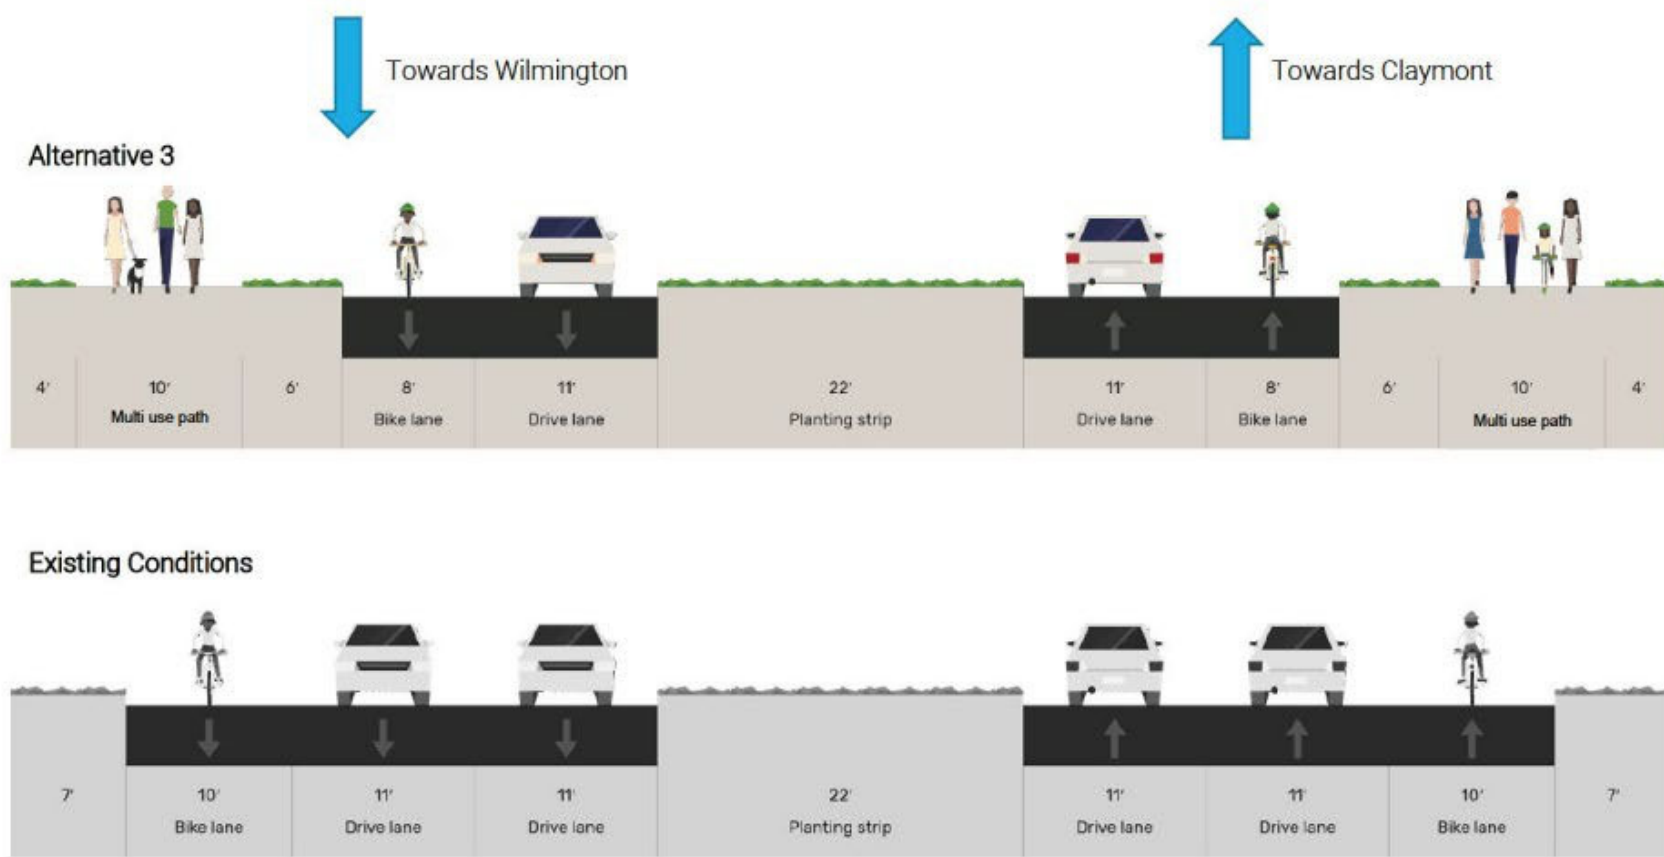 Towards Wilmington
Towards Claymont
Alternative 3
4' 10' 6' 8' 11' 22' 11' 8' 6' 10' 4'
Multi use path Bike lane Drive lane Planting strip Drive lane Bike lane Multi use path
Existing Conditions
7' 10' 11' 11' 22' 11' 11' 10' 7'
Bike lane Drive lane Drive lane Planting strip Drive lane Drive lane Bike lane